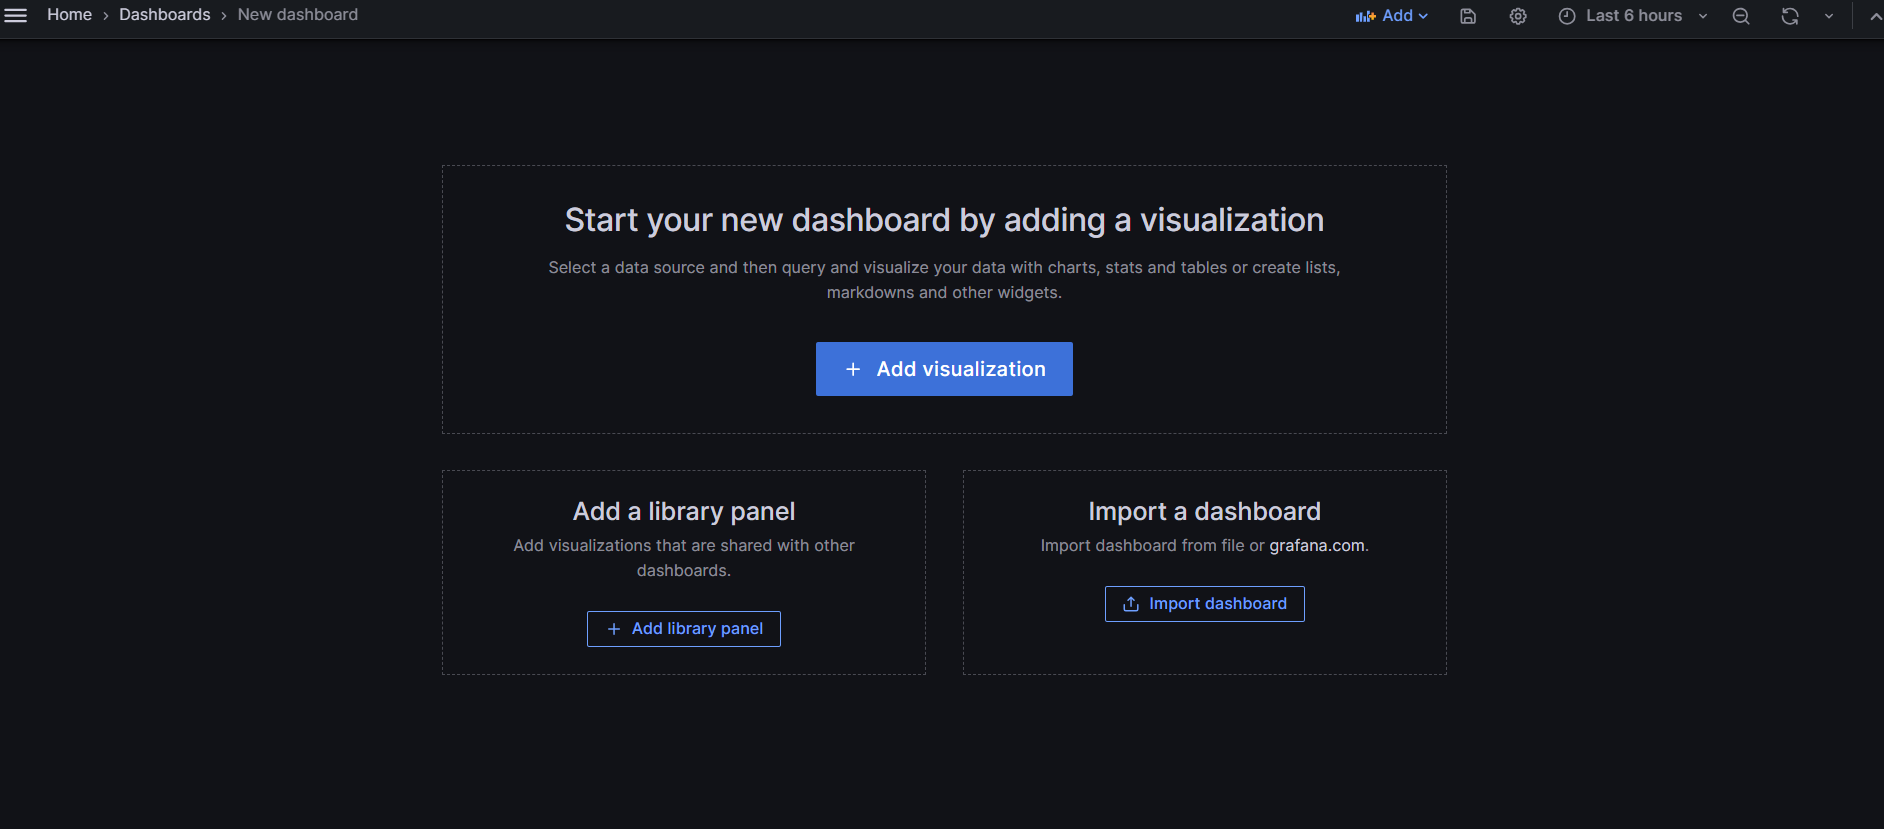 Home › Dashboards › New dashboard
Add
Last 6 hours
Start your new dashboard by adding a visualization
Select a data source and then query and visualize your data with charts, stats and tables or create lists,
markdowns and other widgets.
+ Add visualization
Add a library panel
Add visualizations that are shared with other
dashboards.
+ Add library panel
Import a dashboard
Import dashboard from file or grafana.com.
Import dashboard